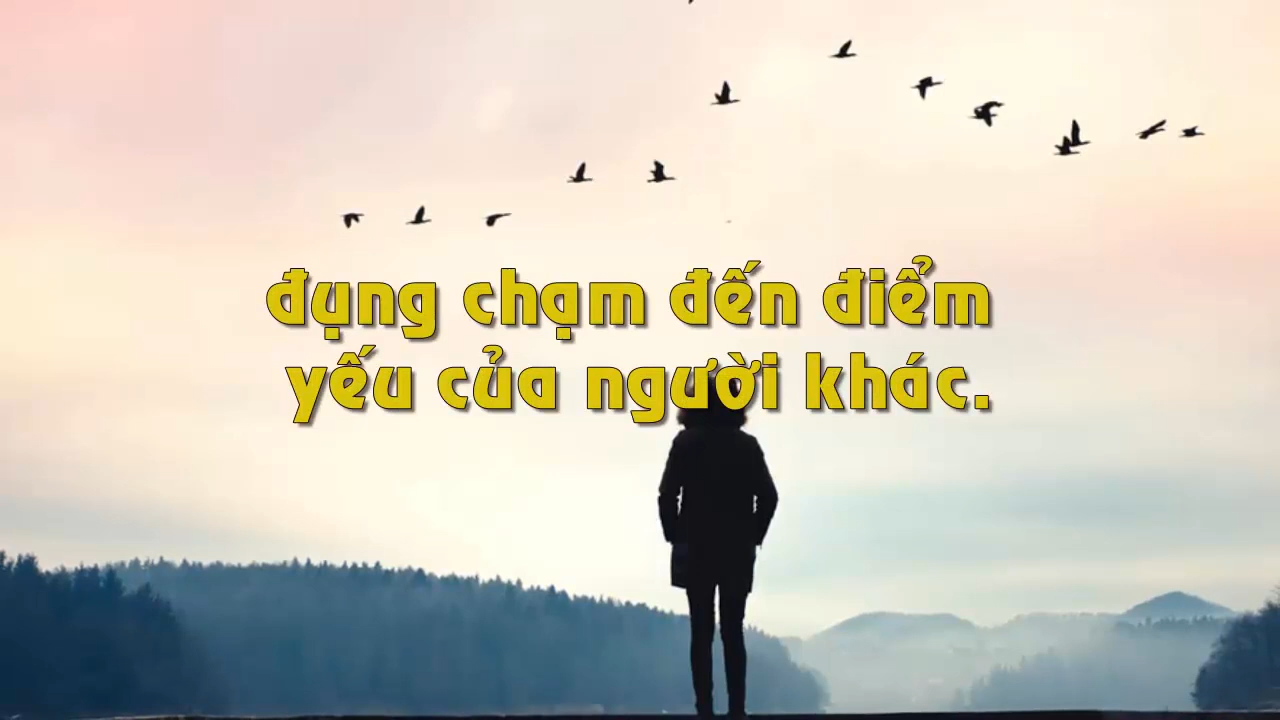 đụng chạm đến điểm
yếu của người khác.